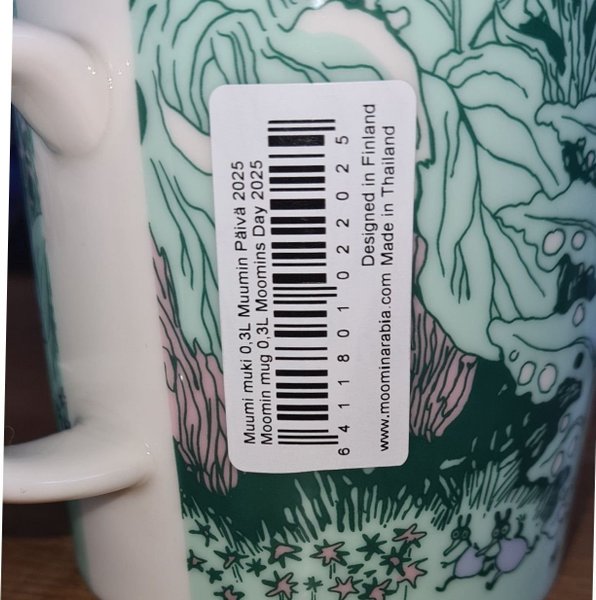 Muumi muki 0,3L Muumin Päivä 2025
Moomin mug 0,3L Moomins Day 2025
6 411801 022025
Designed in Finland
www.moominarabia.com Made in Thailand